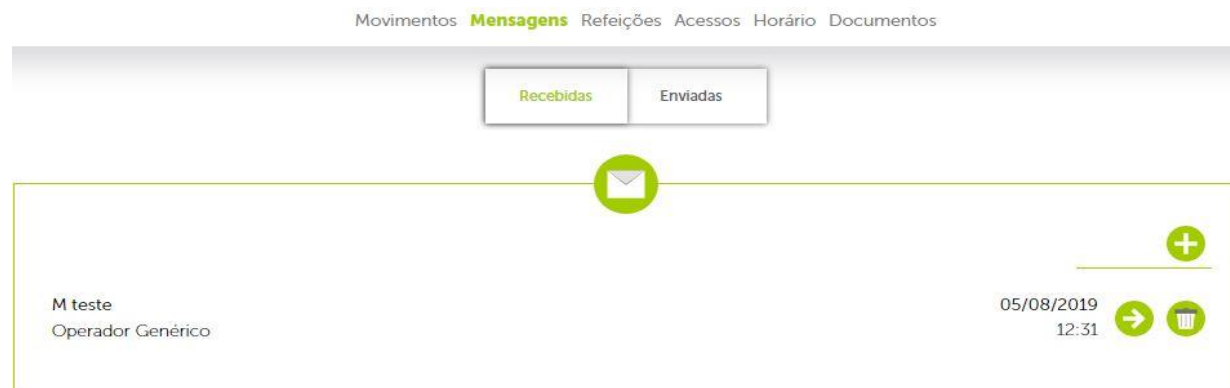 Movimentos Mensagens Refeições Acessos Horário Documentos
Recebidas Enviadas
M teste 05/08/2019
Operador Genérico 12:31